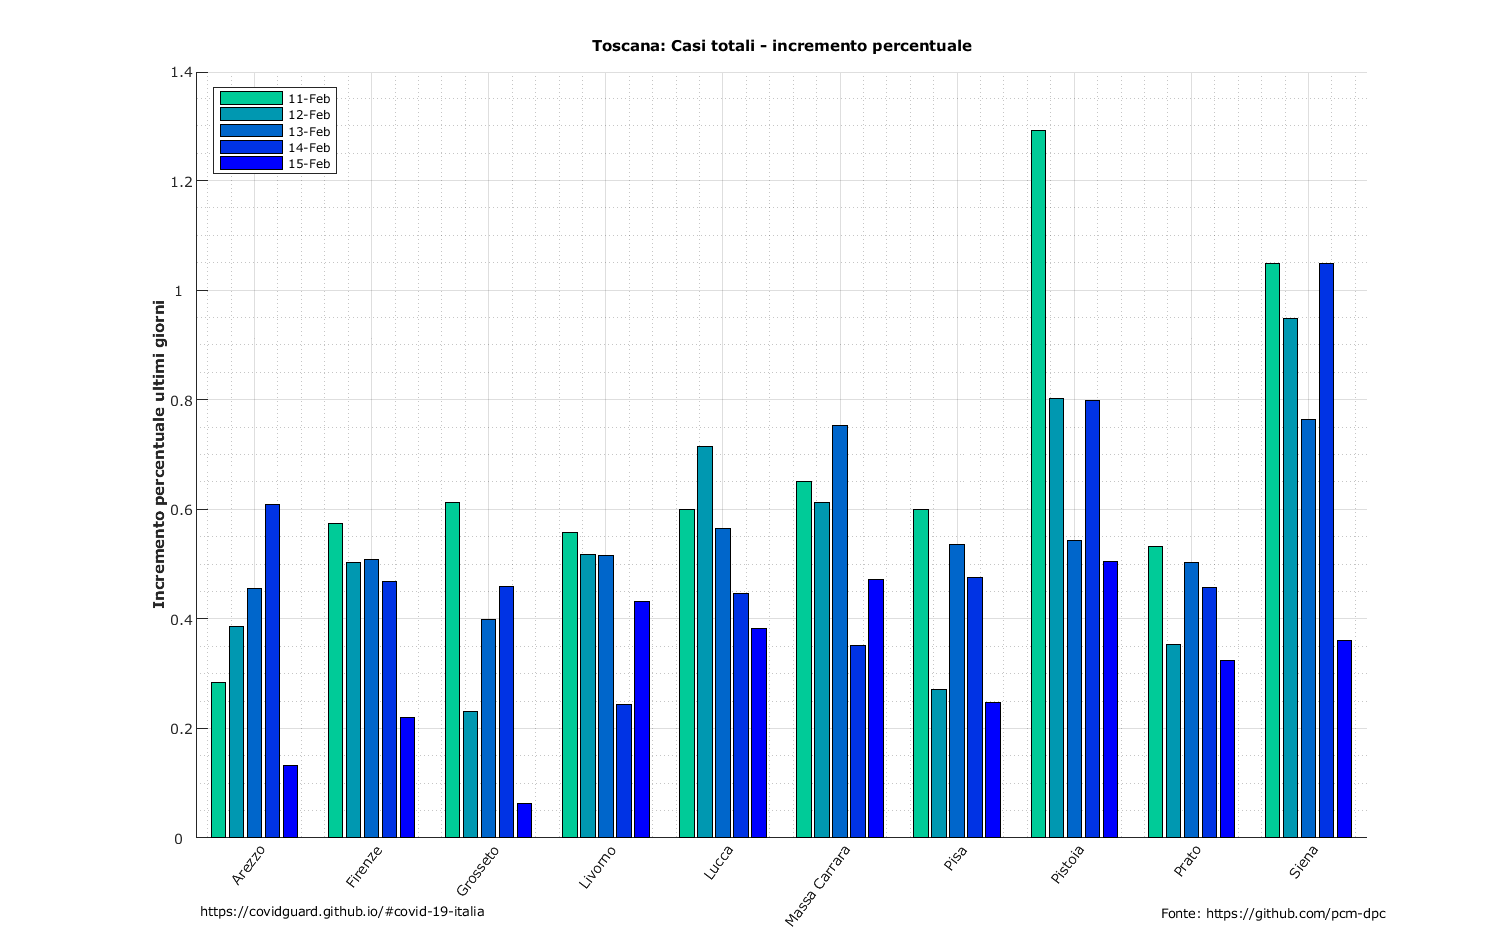 Toscana: Casi totali - incremento percentuale
Incremento percentuale ultimi giorni
1.4
1.2
1
0.8
0.6
0.4
0.2
0
11-Feb
12-Feb
13-Feb
14-Feb
15-Feb
Arezzo
Firenze
Grosseto
Livorno
Lucca
Massa Carrara
Pisa
Pistoia
Prato
Siena
https://covidguard.github.io/#covid-19-italia
Fonte: https://github.com/pcm-dpc